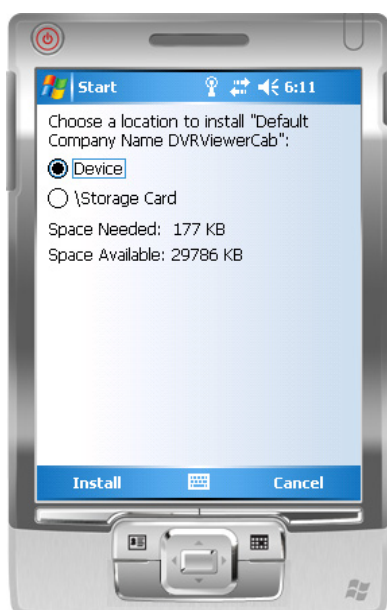 Start 6:11
Choose a location to install "Default
Company Name DVRViewerCab":
Device
\Storage Card
Space Needed: 177 KB
Space Available: 29786 KB
Install Cancel